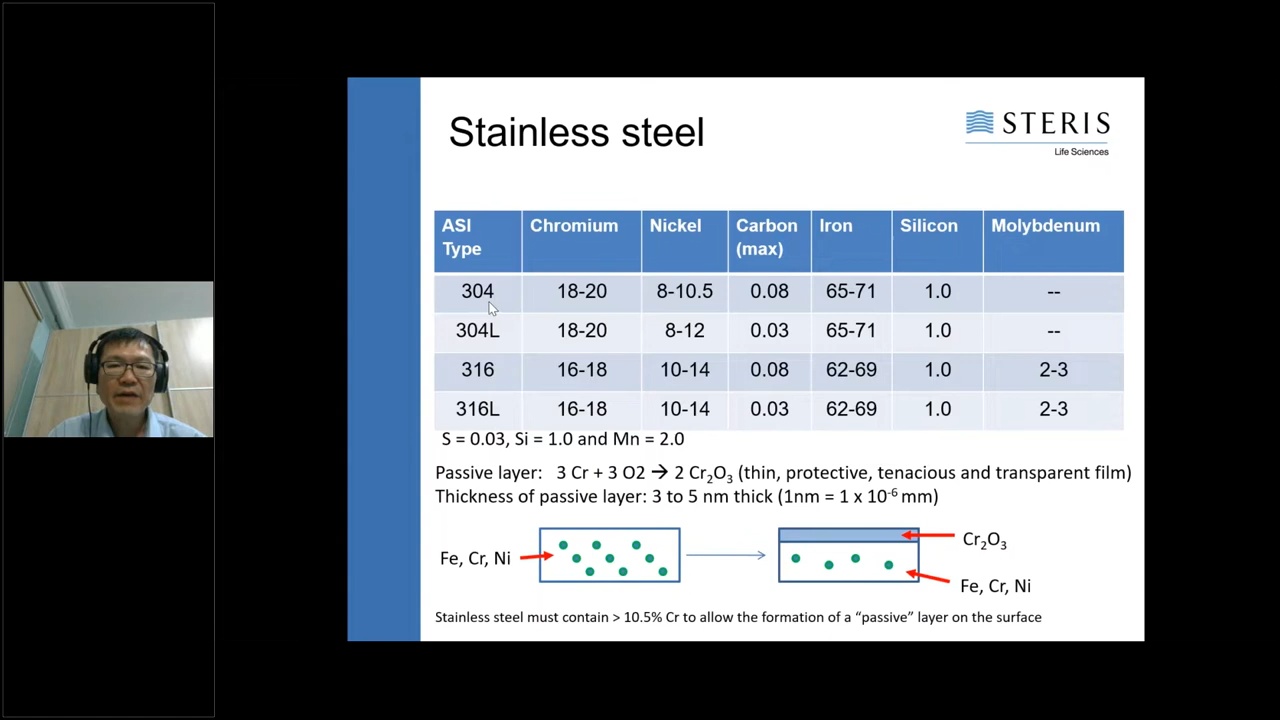 Stainless steel
STERIS
Life Sciences
ASI Type Chromium Nickel Carbon (max) Iron Silicon Molybdenum
304 18-20 8-10.5 0.08 65-71 1.0 --
304L 18-20 8-12 0.03 65-71 1.0 --
316 16-18 10-14 0.08 62-69 1.0 2-3
316L 16-18 10-14 0.03 62-69 1.0 2-3
S = 0.03, Si = 1.0 and Mn = 2.0
Passive layer: 3 Cr + 3 O2 → 2 Cr₂O₃ (thin, protective, tenacious and transparent film)
Thickness of passive layer: 3 to 5 nm thick (1nm = 1 x 10⁻⁶ mm)
Fe, Cr, Ni
Cr₂O₃
Fe, Cr, Ni
Stainless steel must contain > 10.5% Cr to allow the formation of a “passive” layer on the surface